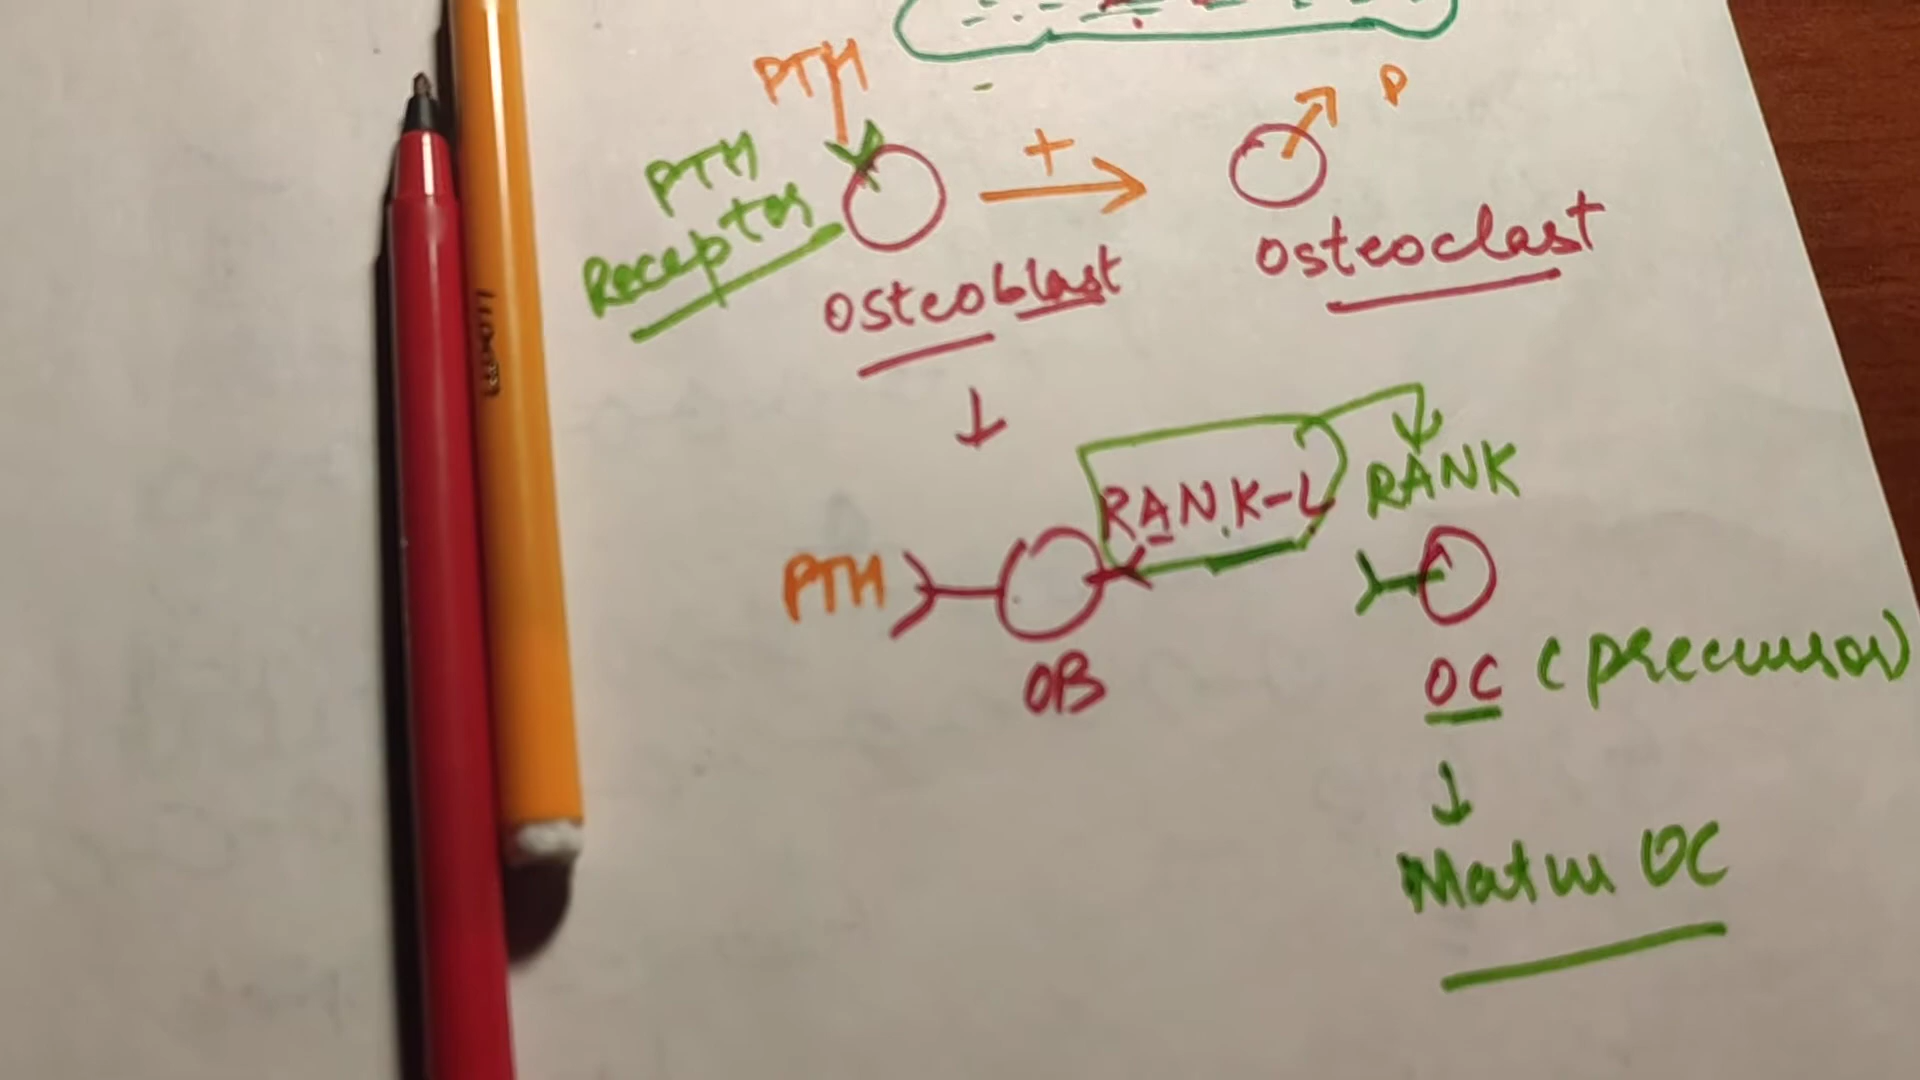 PTH
P
PTH
Receptor
+
Osteoblast
Osteoclast
RANK-L
RANK
PTH
OB
OC (precursor)
Matur OC